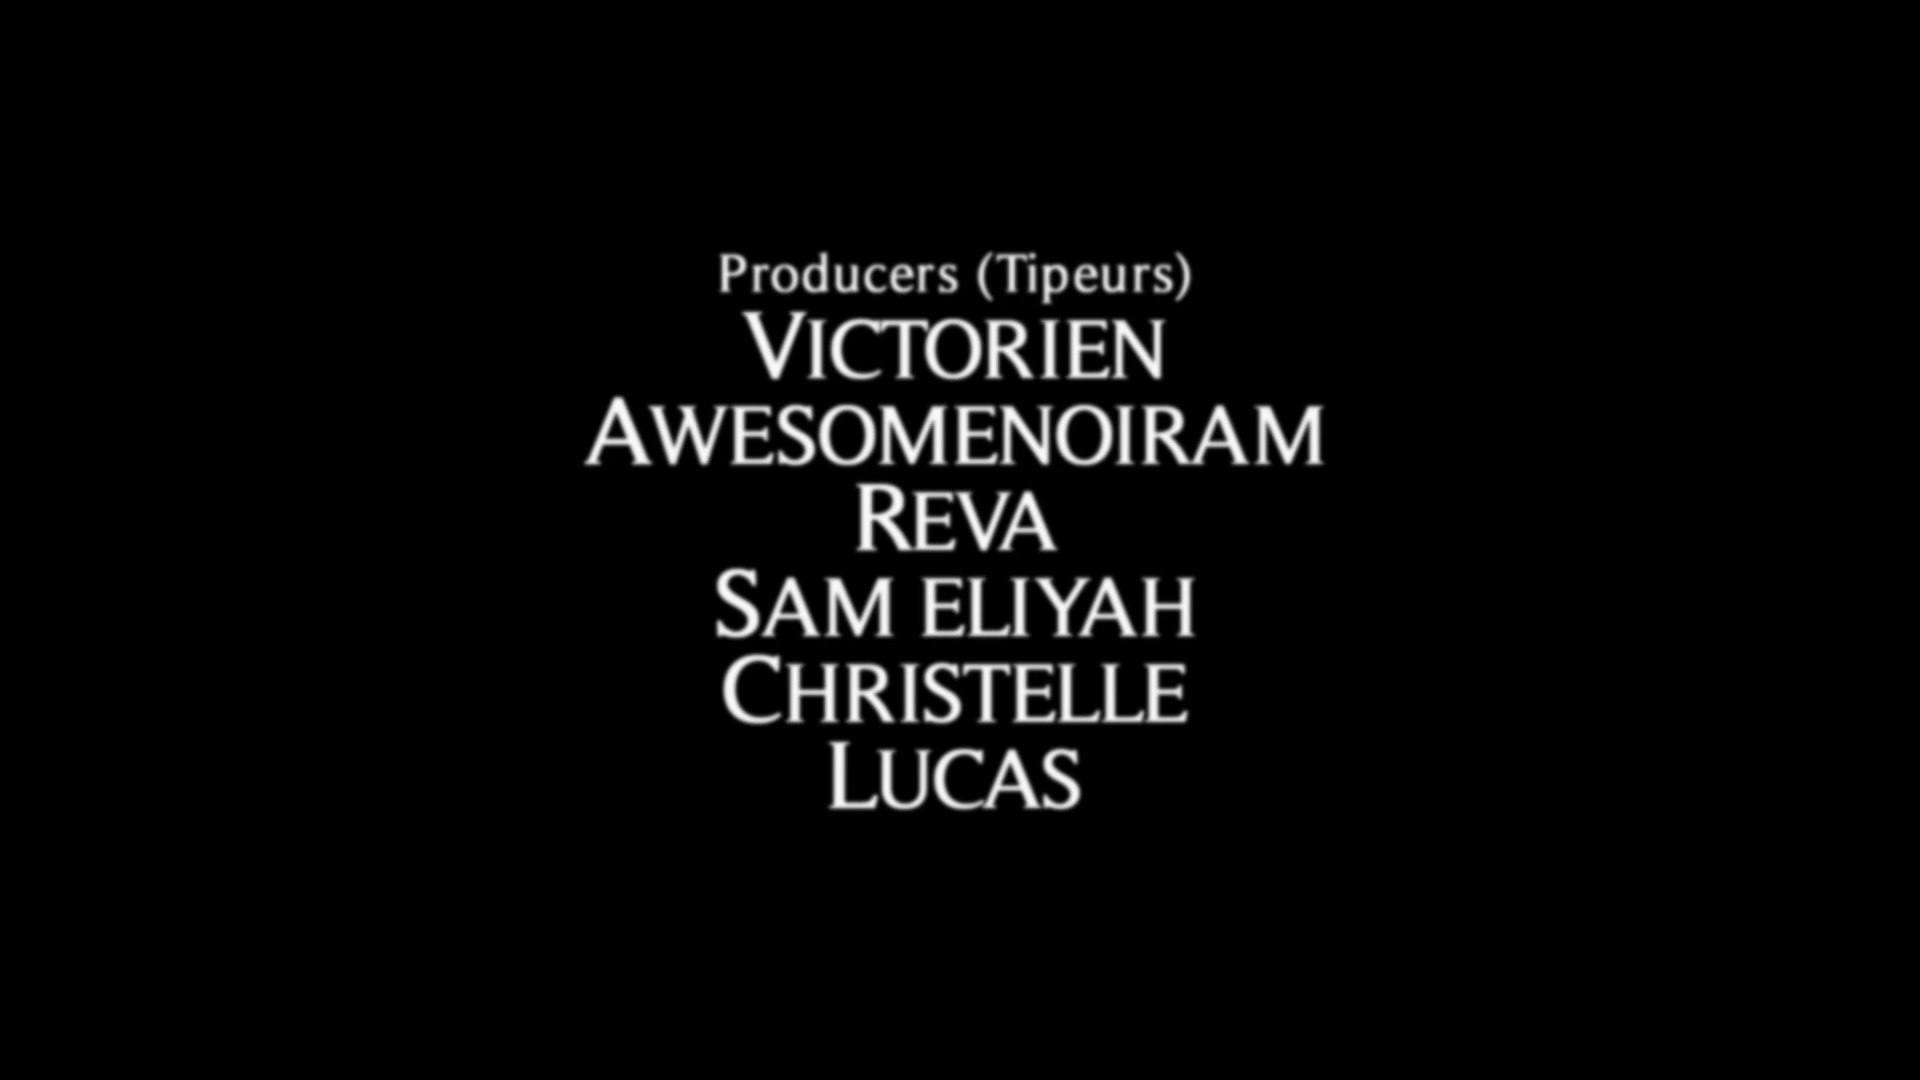 Producers (Tipeurs)
Victorien
Awesomenoiram
Reva
Sam eliyah
Christelle
Lucas